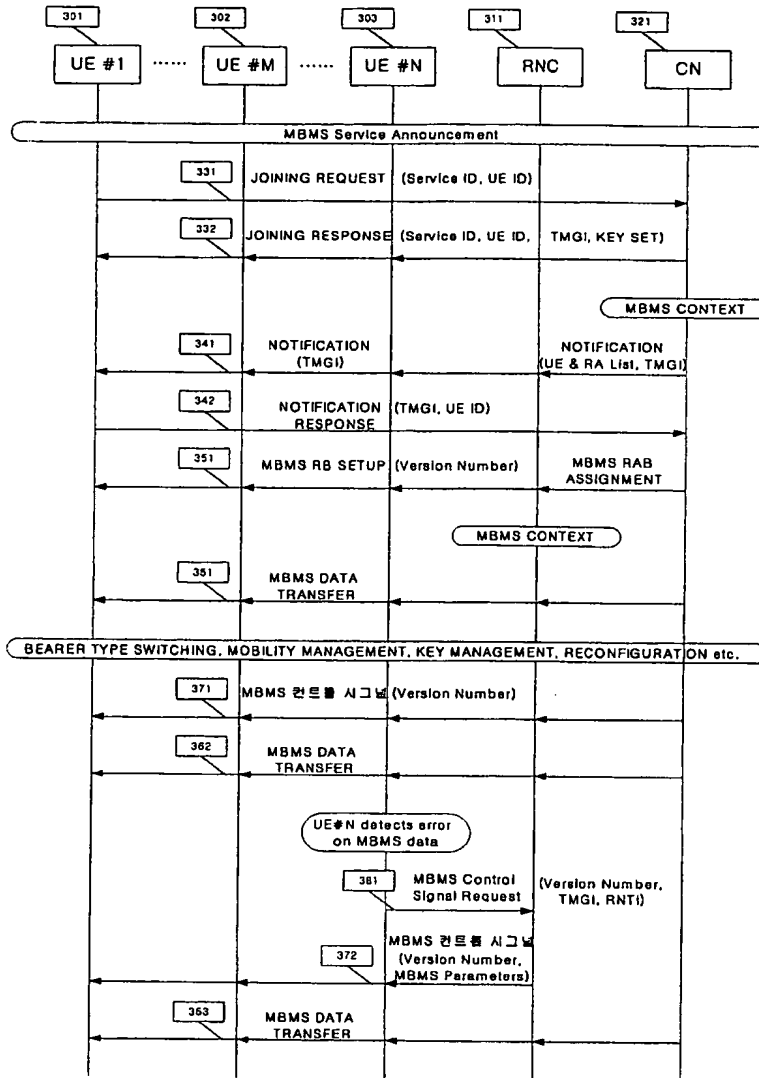 301
302
303
311
321
UE #1
......
UE #M
......
UE #N
RNC
CN
MBMS Service Announcement
331
JOINING REQUEST (Service ID, UE ID)
332
JOINING RESPONSE (Service ID, UE ID, TMGI, KEY SET)
MBMS CONTEXT
341
NOTIFICATION
(TMGI)
NOTIFICATION
(UE & RA List, TMGI)
342
NOTIFICATION (TMGI, UE ID)
RESPONSE
351
MBMS RB SETUP (Version Number)
MBMS RAB
ASSIGNMENT
MBMS CONTEXT
351
MBMS DATA
TRANSFER
BEARER TYPE SWITCHING, MOBILITY MANAGEMENT, KEY MANAGEMENT, RECONFIGURATION etc.
371
MBMS 컨트롤 시그널 (Version Number)
362
MBMS DATA
TRANSFER
UE#N detects error
on MBMS data
381
MBMS Control
Signal Request
(Version Number,
TMGI, RNTI)
372
MBMS 컨트롤 시그널
(Version Number,
MBMS Parameters)
353
MBMS DATA
TRANSFER